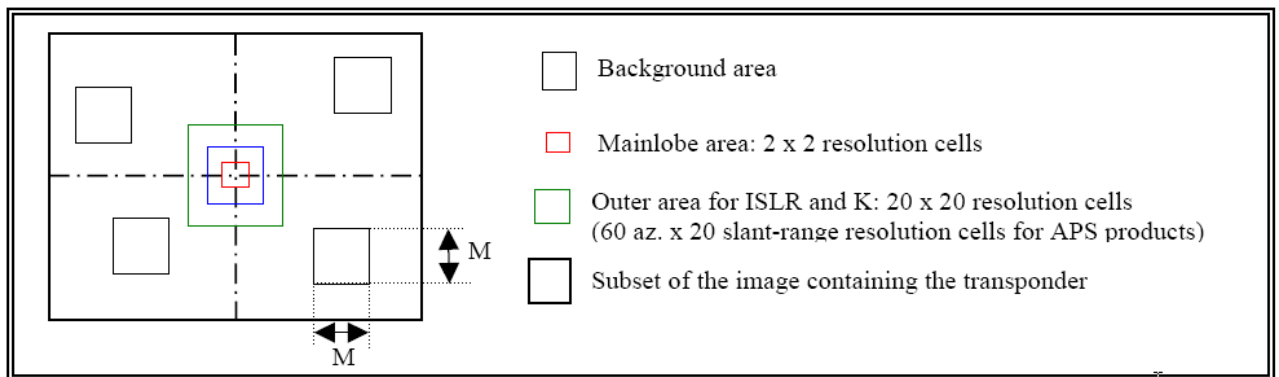 Background area
Mainlobe area: 2 x 2 resolution cells
Outer area for ISLR and K: 20 x 20 resolution cells
(60 az. x 20 slant-range resolution cells for APS products)
M
Subset of the image containing the transponder
M